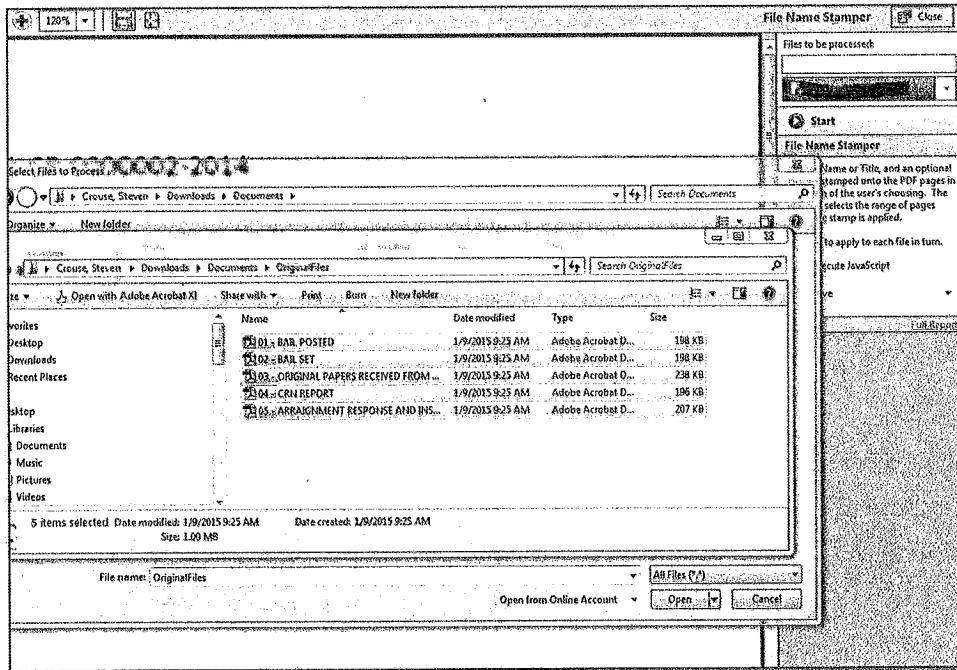 120%
File Name Stamper Close
Files to be processed:
Start
File Name Stamper
Name or Title, and an optional
stamped onto the PDF pages in
of the user's choosing. The
selects the range of pages
e stamp is applied.
to apply to each file in turn.
ecute JavaScript
ve
Full Report
0000002-2014
Select Files to Process
Crouse, Steven Downloads Documents
Search Documents
Organize New folder
Crouse, Steven Downloads Documents OriginalFiles
Search OriginalFiles
ze Open with Adobe Acrobat XI Share with Print Burn New folder
vorites
Desktop
Downloads
Recent Places
sktop
ibraries
Documents
Music
Pictures
Videos
Name Date modified Type Size
01 - BAIL POSTED 1/9/2015 9:25 AM Adobe Acrobat D... 198 KB
02 - BAIL SET 1/9/2015 9:25 AM Adobe Acrobat D... 198 KB
03 - ORIGINAL PAPERS RECEIVED FROM ... 1/9/2015 9:25 AM Adobe Acrobat D... 238 KB
04 - CRN REPORT 1/9/2015 9:25 AM Adobe Acrobat D... 196 KB
05 - ARRAIGNMENT RESPONSE AND INS... 1/9/2015 9:25 AM Adobe Acrobat D... 207 KB
5 items selected Date modified: 1/9/2015 9:25 AM Date created: 1/9/2015 9:25 AM
Size: 1.00 MB
File name: OriginalFiles All Files (*.*)
Open from Online Account Open Cancel